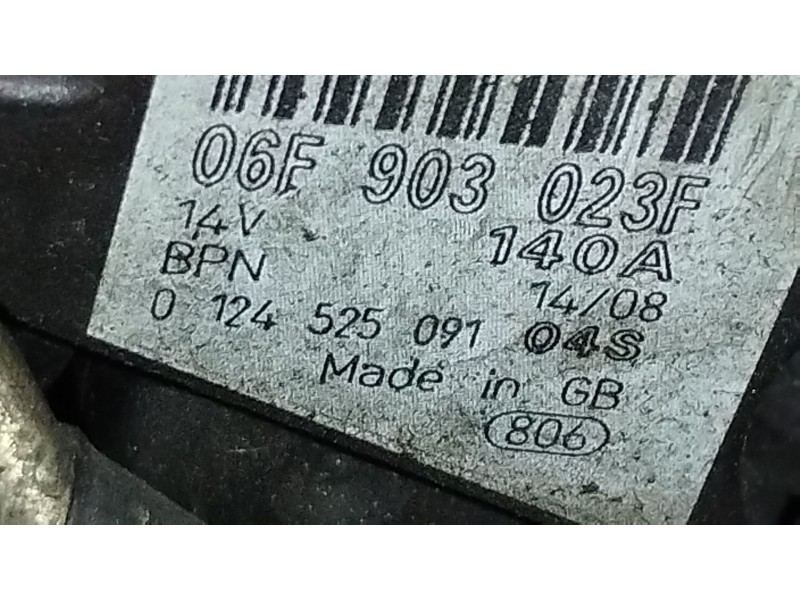 06F 903 023F
14V 140A
BPN 14/08
0 124 525 091 04S
Made in GB
806